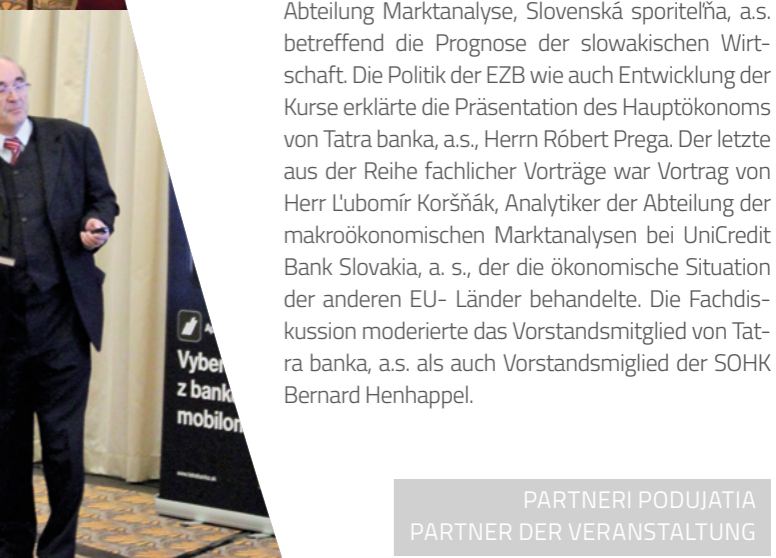 Abteilung Marktanalyse, Slovenská sporiteľňa, a.s.
betreffend die Prognose der slowakischen Wirt-
schaft. Die Politik der EZB wie auch Entwicklung der
Kurse erklärte die Präsentation des Hauptökonoms
von Tatra banka, a.s., Herrn Róbert Prega. Der letzte
aus der Reihe fachlicher Vorträge war Vortrag von
Herr Ľubomír Koršňák, Analytiker der Abteilung der
makroökonomischen Marktanalysen bei UniCredit
Bank Slovakia, a. s., der die ökonomische Situation
der anderen EU- Länder behandelte. Die Fachdis-
kussion moderierte das Vorstandsmitglied von Tat-
ra banka, a.s. als auch Vorstandsmiglied der SOHK
Bernard Henhappel.
z bank
mobilom
PARTNERI PODUJATIA
PARTNER DER VERANSTALTUNG